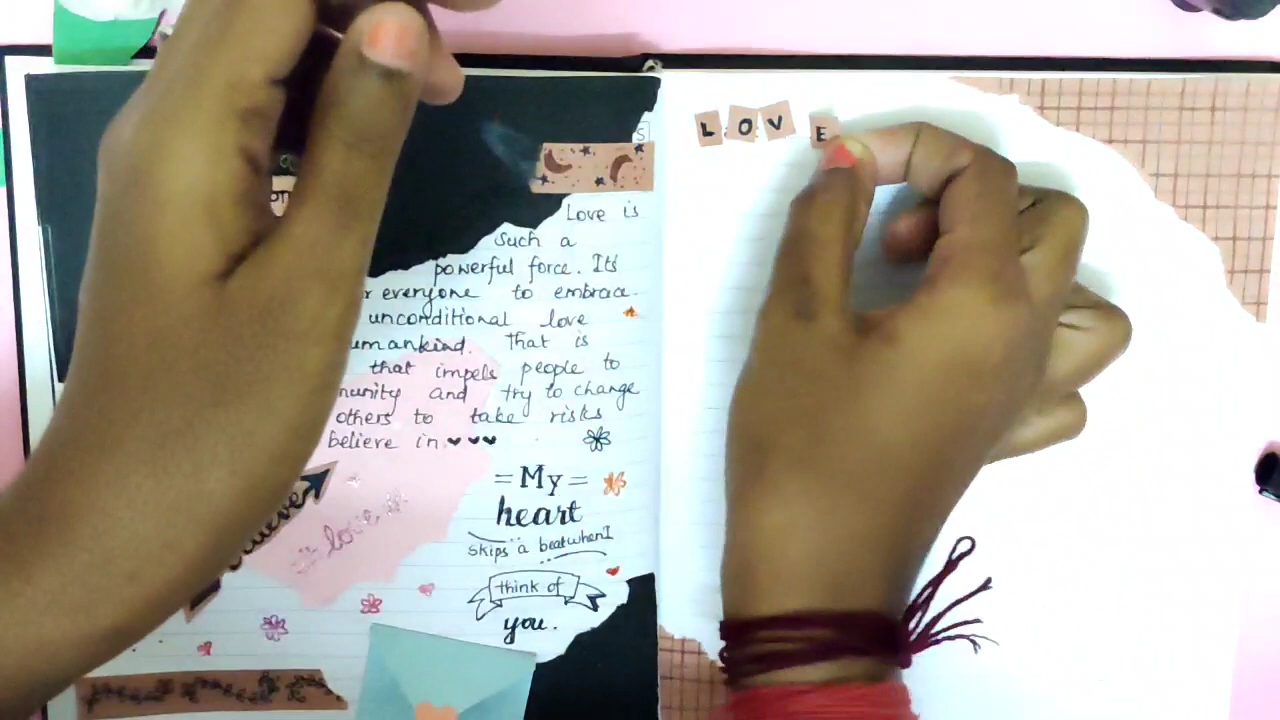 S
Love is
Such a
powerful force. It's
everyone to embrace.
unconditional love
That is
that impels people to
and try to change
others to take risks
believe in
love
= My =
heart
skips a beat when I
think of
you.
L O V E